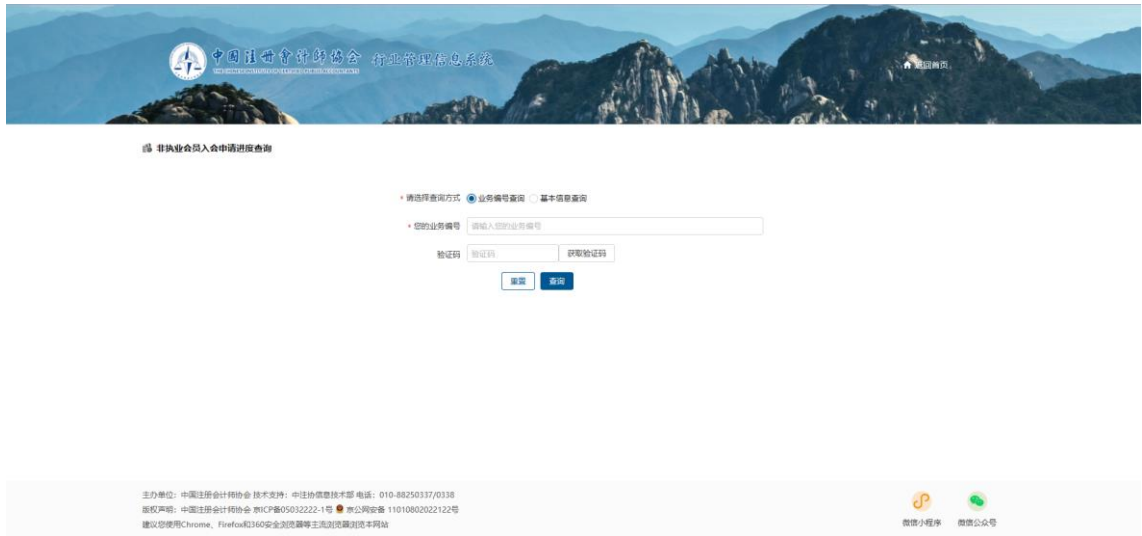 中国注册会计师协会 行业管理信息系统
THE CHINESE INSTITUTE OF CERTIFIED PUBLIC ACCOUNTANTS
返回首页
非执业会员入会申请进度查询
* 请选择查询方式 业务编号查询 基本信息查询
* 您的业务编号 请输入您的业务编号
验证码 验证码 获取验证码
重置 查询
主办单位：中国注册会计师协会 技术支持：中注协信息技术部 电话：010-88250337/0338
版权声明：中国注册会计师协会 京ICP备05032222-1号 京公网安备 11010802022122号
建议您使用Chrome、Firefox和360安全浏览器等主流浏览器浏览本网站
微信小程序 微信公众号